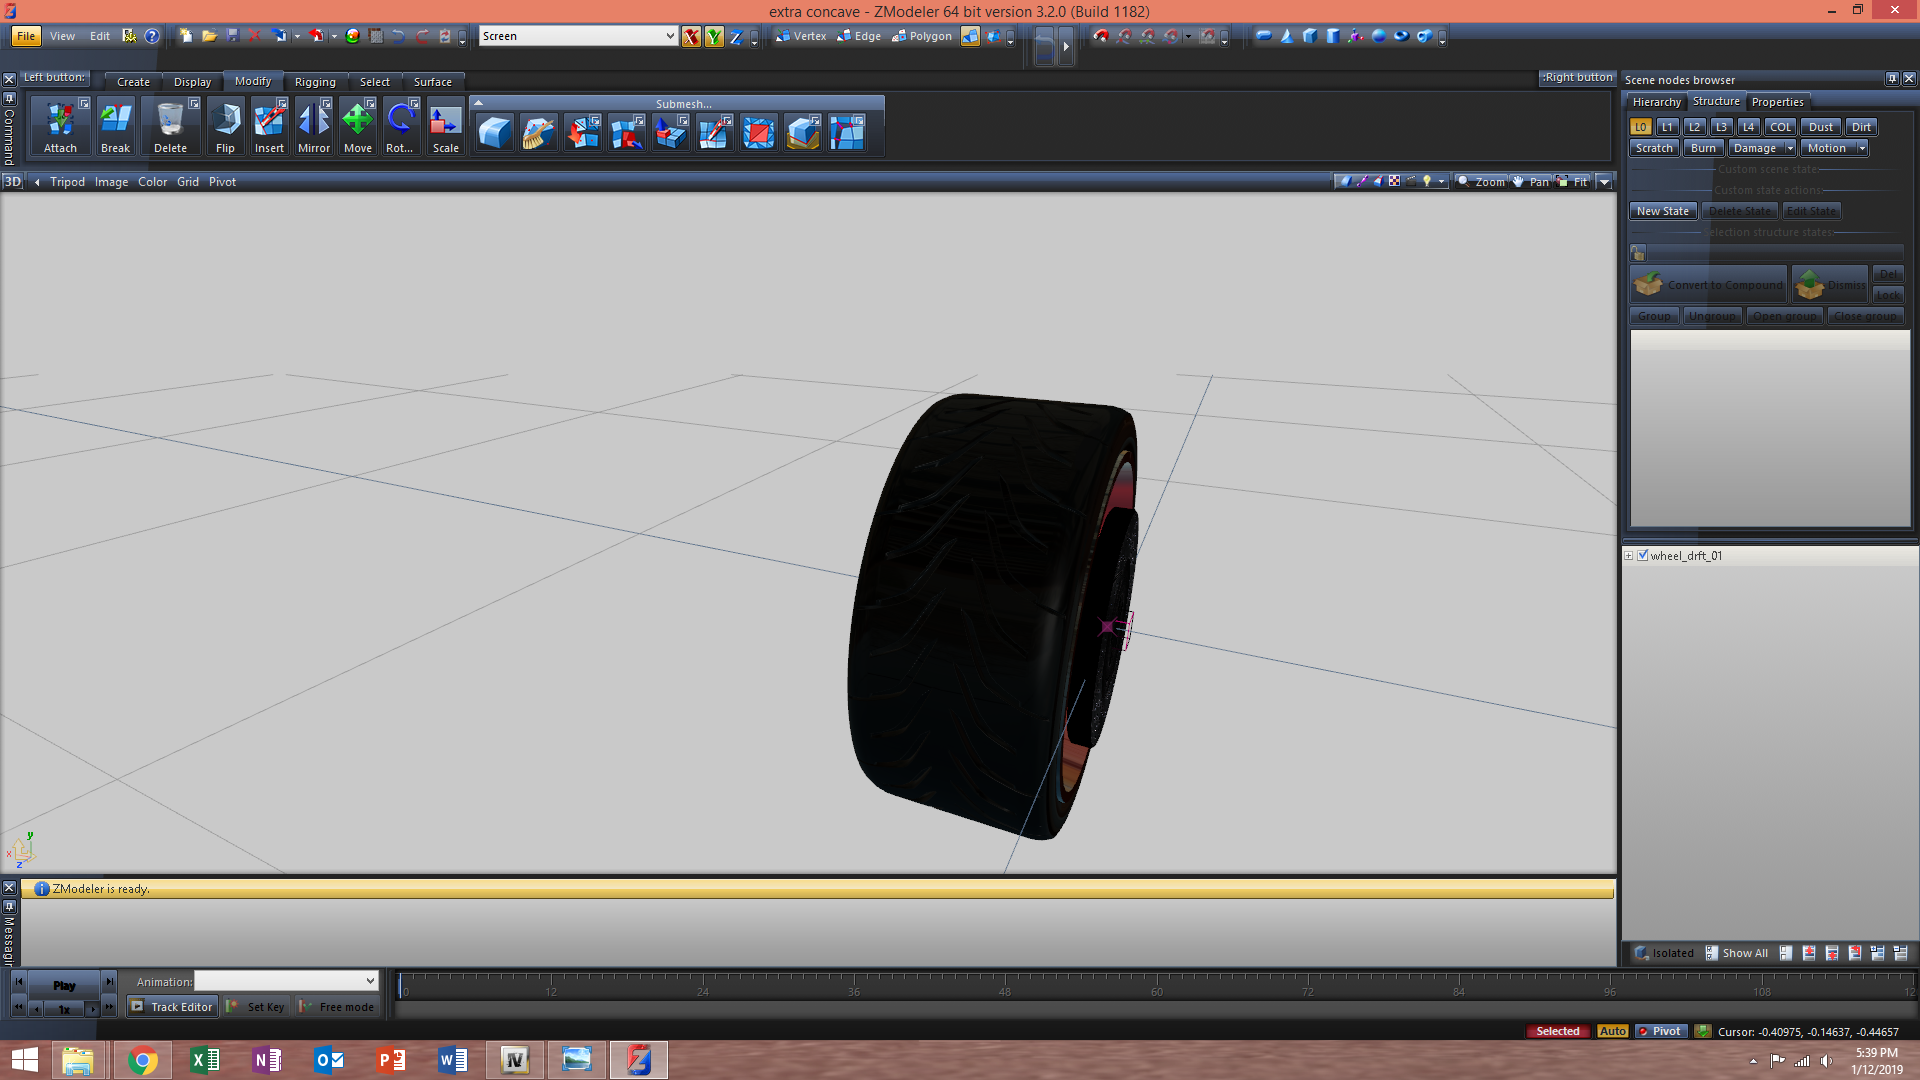 extra concave - ZModeler 64 bit version 3.2.0 (Build 1182)
File View Edit Screen X Y Z Vertex Edge Polygon
Left button: Create Display Modify Rigging Select Surface :Right button
Command
Attach Break Delete Flip Insert Mirror Move Rot... Scale
Submesh...
3D Tripod Image Color Grid Pivot Zoom Pan Fit
Scene nodes browser
Hierarchy Structure Properties
L0 L1 L2 L3 L4 COL Dust Dirt
Scratch Burn Damage Motion
Custom scene state:
Custom state actions:
New State Delete State Edit State
Selection structure states:
Convert to Compound Dismiss Del
Lock
Group Ungroup Open group Close group
wheel_drft_01
y
x
z
ZModeler is ready.
Messagin
Isolated Show All
Play Animation:
1x Track Editor Set Key Free mode
0 12 24 36 48 60 72 84 96 108 12
Selected Auto Pivot Cursor: -0.40975, -0.14637, -0.44657
5:39 PM
1/12/2019